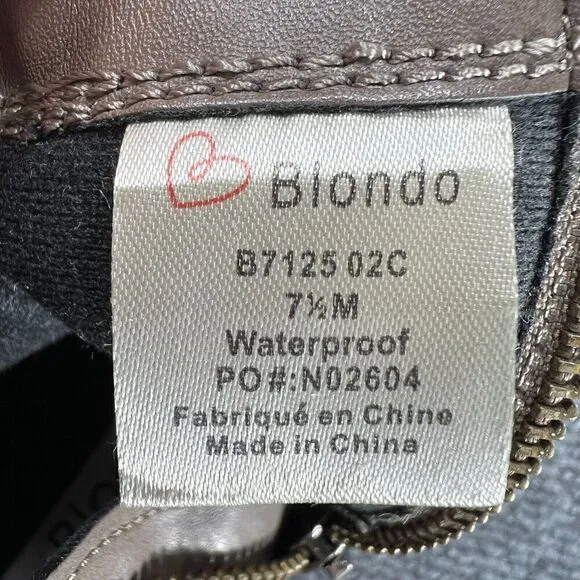 Blondo
B7125 02C
7½M
Waterproof
PO#:N02604
Fabriqué en Chine
Made in China